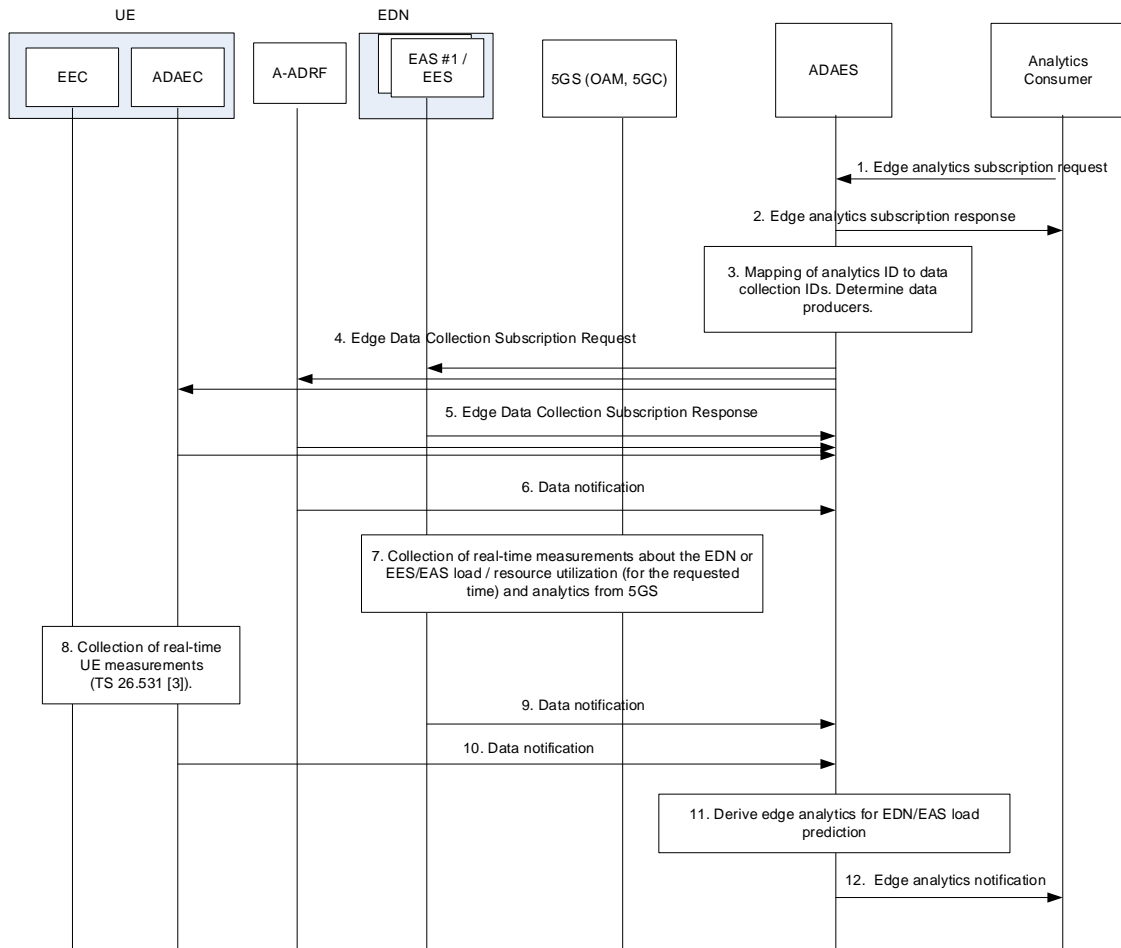 UE
EDN
EEC
ADAEC
A-ADRF
EAS #1 /
EES
5GS (OAM, 5GC)
ADAES
Analytics
Consumer
1. Edge analytics subscription request
2. Edge analytics subscription response
3. Mapping of analytics ID to data
collection IDs. Determine data
producers.
4. Edge Data Collection Subscription Request
5. Edge Data Collection Subscription Response
6. Data notification
7. Collection of real-time measurements about the EDN or
EES/EAS load / resource utilization (for the requested
time) and analytics from 5GS
8. Collection of real-time
UE measurements
(TS 26.531 [3]).
9. Data notification
10. Data notification
11. Derive edge analytics for EDN/EAS load
prediction
12. Edge analytics notification